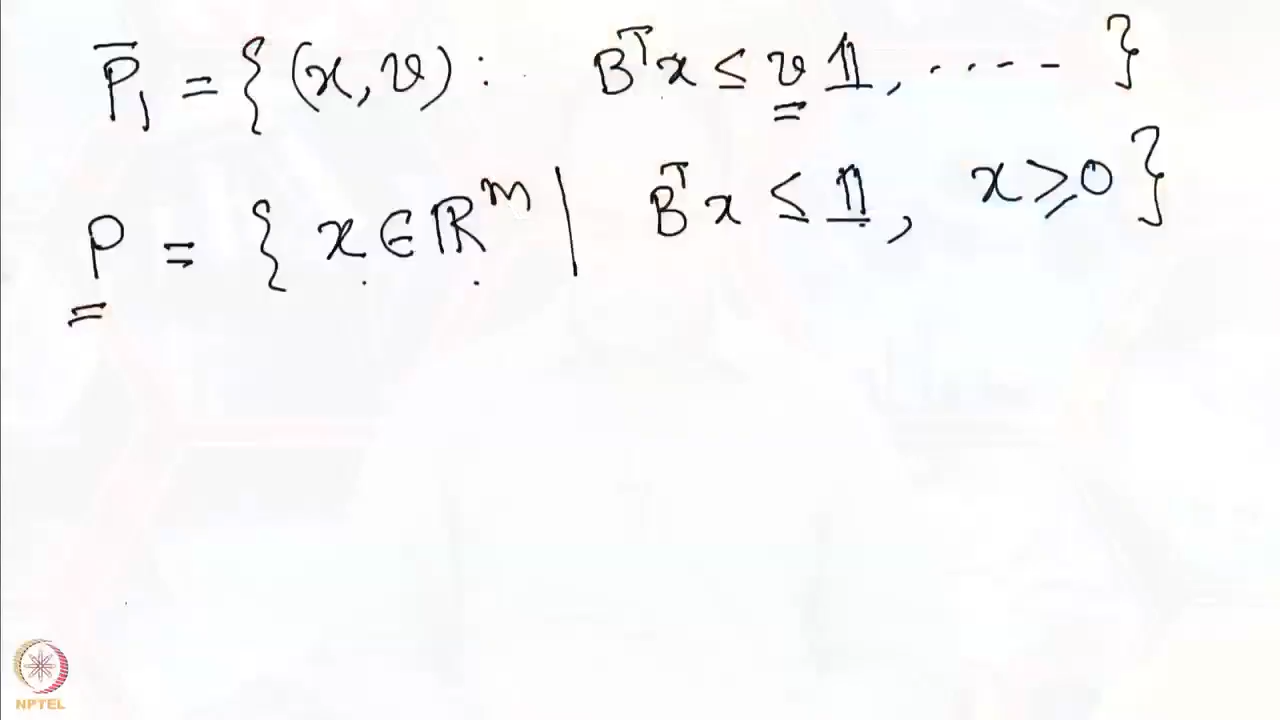 P̄₁ = { (x, v) : Bᵀx ≤ v 𝟙, ..... }
P = { x ∈ ℝᵐ | Bᵀx ≤ 𝟙, x ≥ 0 }
NPTEL